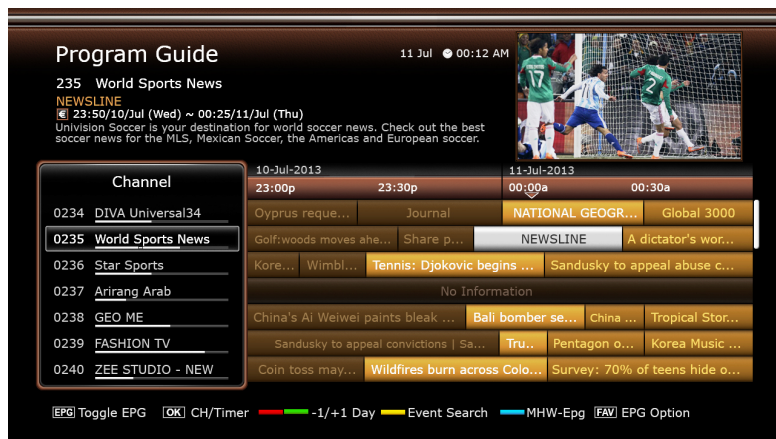 Program Guide
11 Jul 00:12 AM
235 World Sports News
NEWSLINE
€ 23:50/10/Jul (Wed) ~ 00:25/11/Jul (Thu)
Univision Soccer is your destination for world soccer news. Check out the best
soccer news for the MLS, Mexican Soccer, the Americas and European soccer.
17
2
Channel
10-Jul-2013 11-Jul-2013
23:00p 23:30p 00:00a 00:30a
0234 DIVA Universal34 Oyprus reque... Journal NATIONAL GEOGR... Global 3000
0235 World Sports News Golf:woods moves ahe... Share p... NEWSLINE A dictator's wor...
0236 Star Sports Kore... Wimbl... Tennis: Djokovic begins ... Sandusky to appeal abuse c...
0237 Arirang Arab No Information
0238 GEO ME China's Ai Weiwei paints bleak ... Bali bomber se... China ... Tropical Stor...
0239 FASHION TV Sandusky to appeal convictions | Sa... Tru.. Pentagon o... Korea Music ...
0240 ZEE STUDIO - NEW Coin toss may... Wildfires burn across Colo... Survey: 70% of teens hide o...
EPG Toggle EPG OK CH/Timer -1/+1 Day Event Search MHW-Epg FAV EPG Option